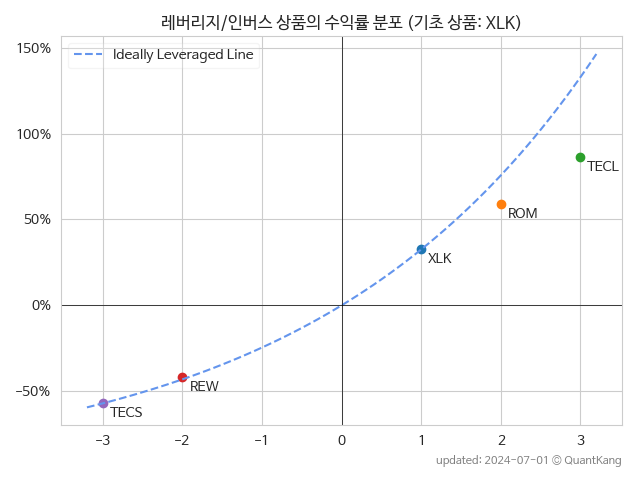 레버리지/인버스 상품의 수익률 분포 (기초 상품: XLK)
150%
Ideally Leveraged Line
100%
TECL
ROM
50%
XLK
0%
REW
-50%
TECS
-3 -2 -1 0 1 2 3
updated: 2024-07-01 © QuantKang